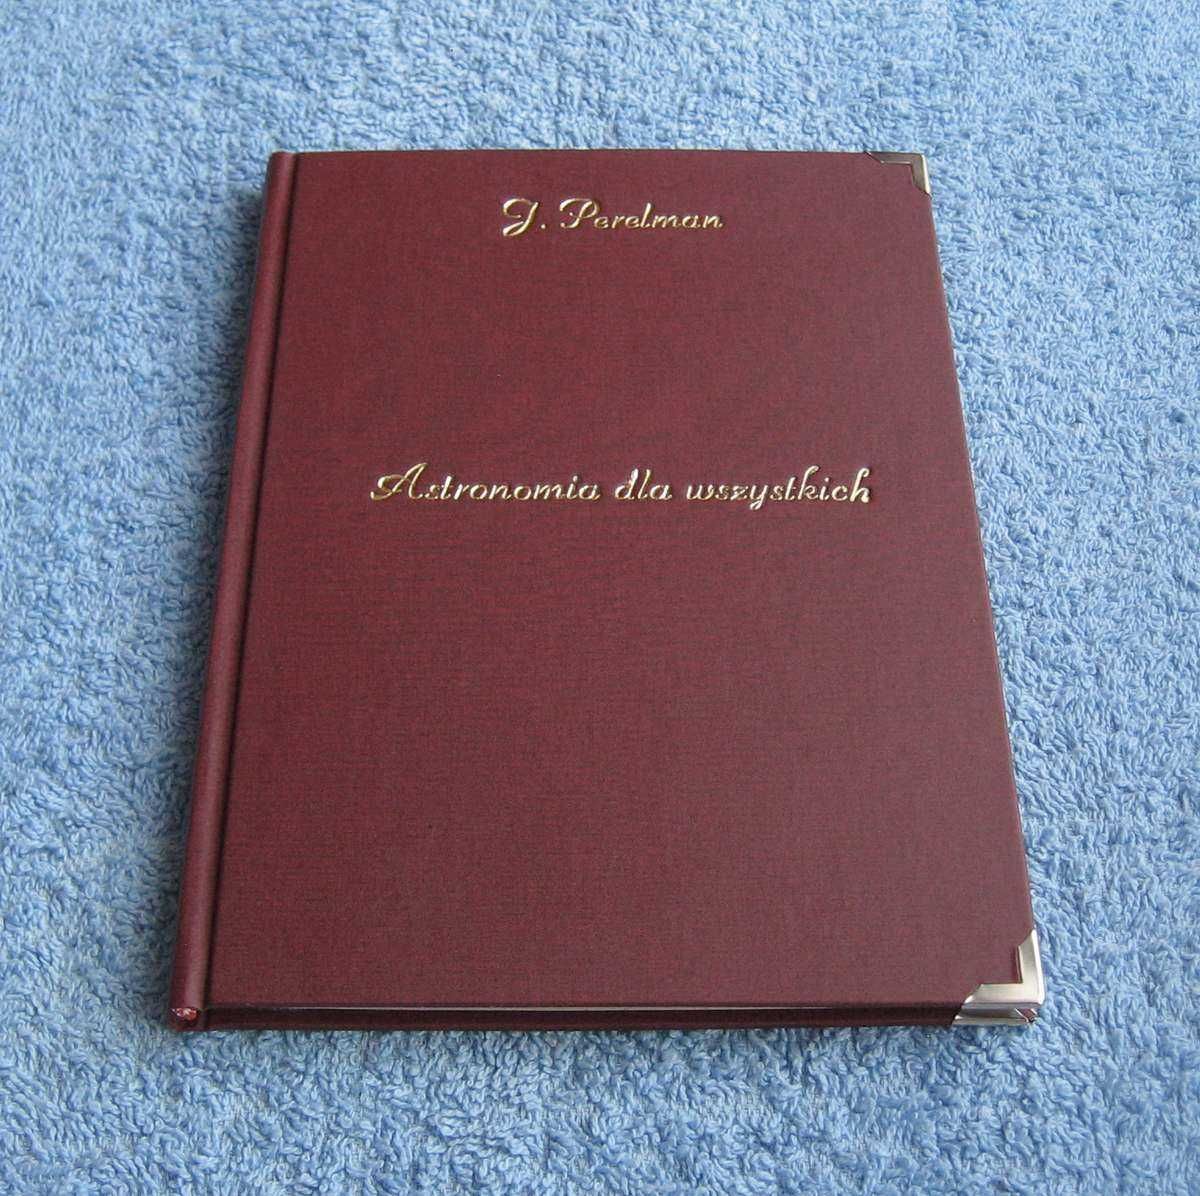 J. Perelman
Astronomia dla wszystkich